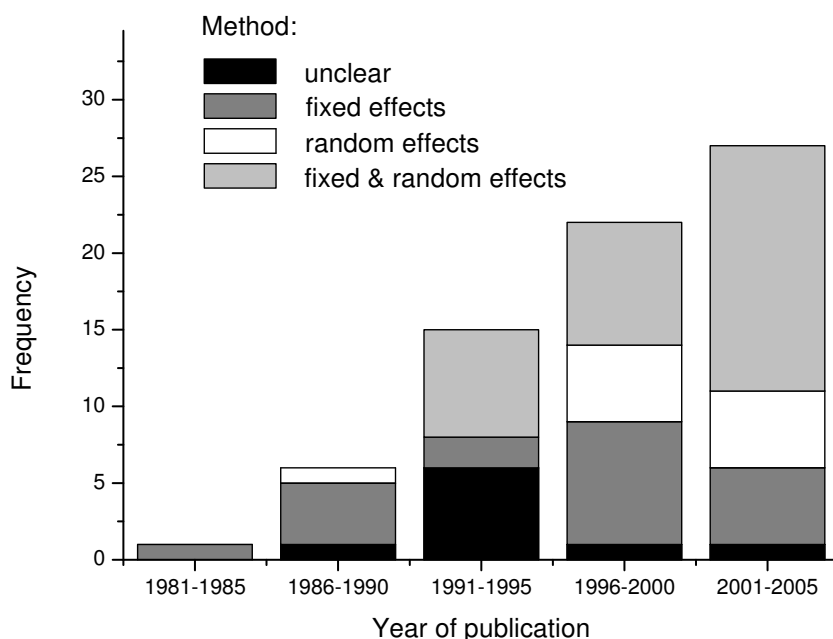 Method:
unclear
fixed effects
random effects
fixed & random effects
30
25
20
15
10
5
0
Frequency
1981-1985 1986-1990 1991-1995 1996-2000 2001-2005
Year of publication